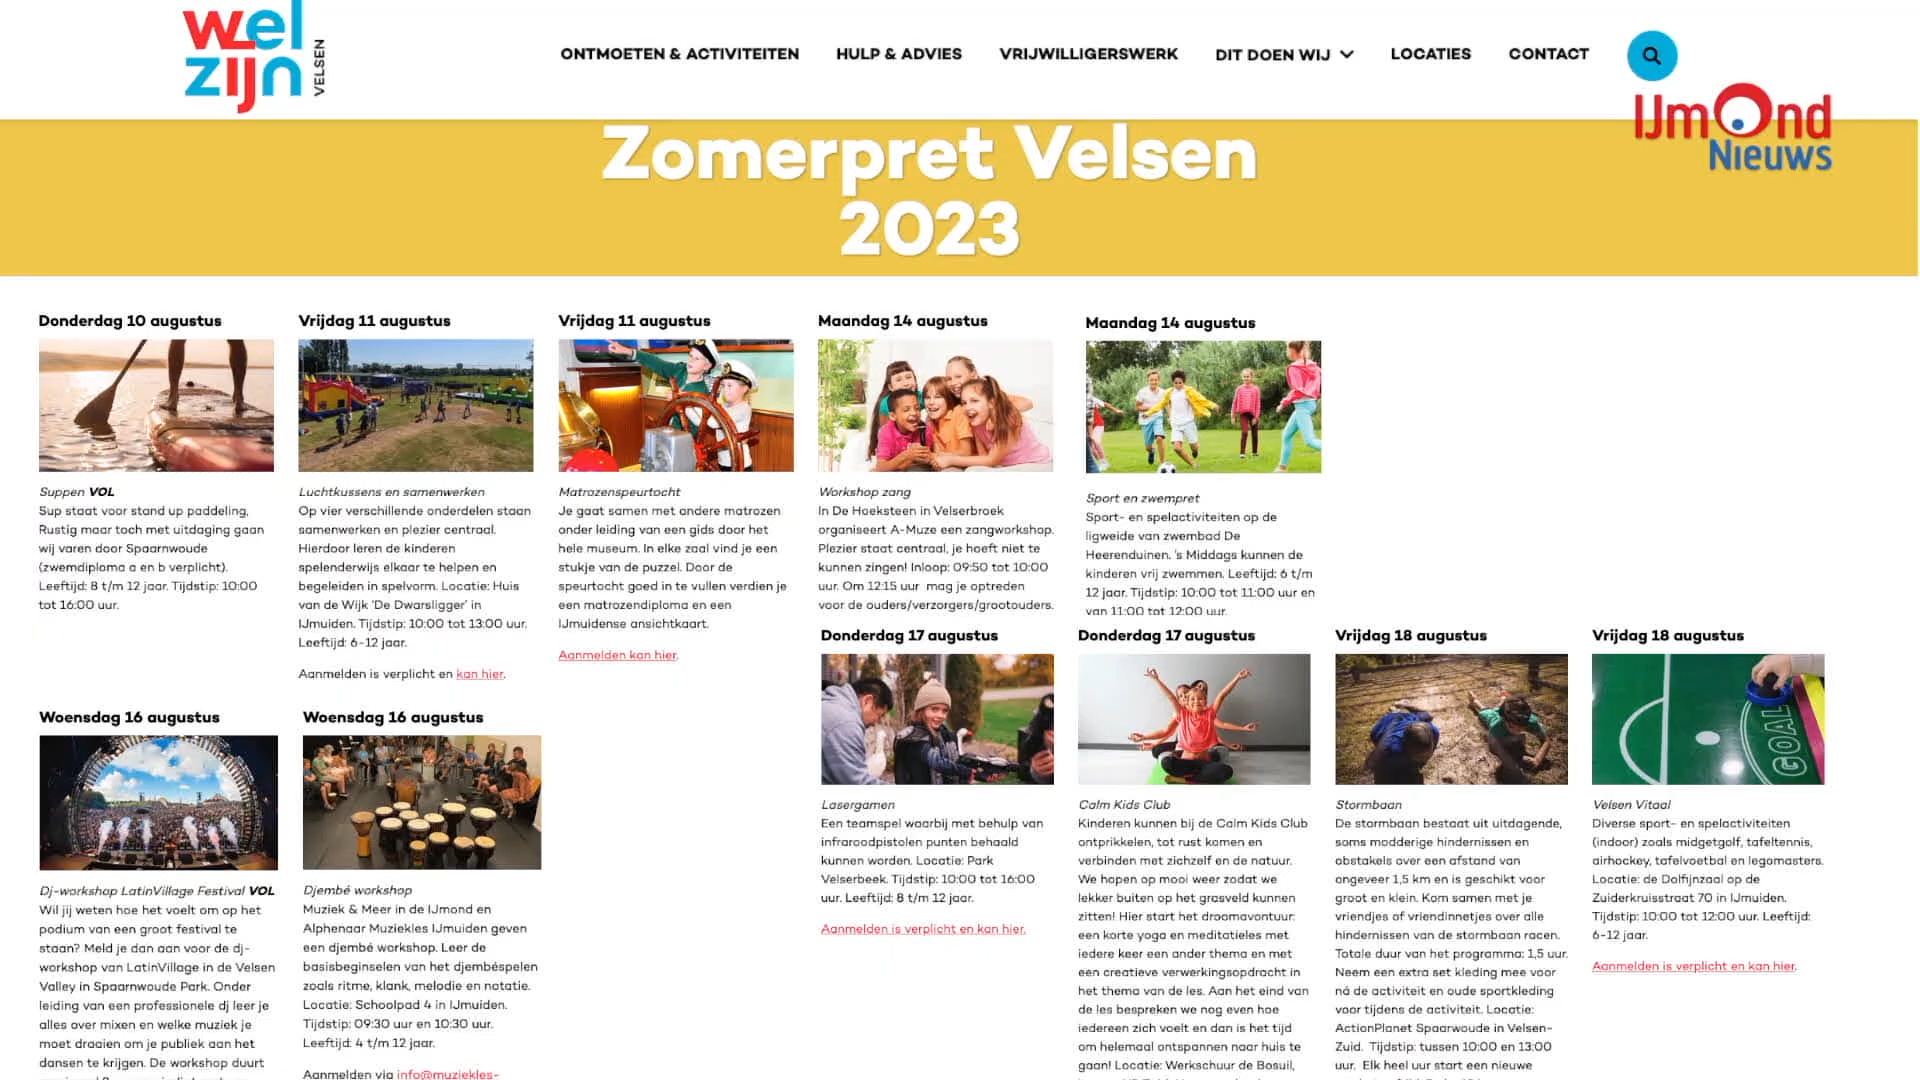 wel
zijn
VELSEN
ONTMOETEN & ACTIVITEITEN
HULP & ADVIES
VRIJWILLIGERSWERK
DIT DOEN WIJ
LOCATIES
CONTACT
IJmOnd
Nieuws
Zomerpret Velsen
2023
Donderdag 10 augustus
Suppen VOL
Sup staat voor stand up paddeling,
Rustig maar toch met uitdaging gaan
wij varen door Spaarnwoude
(zwemdiploma a en b verplicht).
Leeftijd: 8 t/m 12 jaar. Tijdstip: 10:00
tot 16:00 uur.
Vrijdag 11 augustus
Luchtkussens en samenwerken
Op vier verschillende onderdelen staan
samenwerken en plezier centraal.
Hierdoor leren de kinderen
spelenderwijs elkaar te helpen en
begeleiden in spelvorm. Locatie: Huis
van de Wijk ‘De Dwarsligger’ in
IJmuiden. Tijdstip: 10:00 tot 13:00 uur.
Leeftijd: 6-12 jaar.
Aanmelden is verplicht en kan hier.
Vrijdag 11 augustus
Matrozenspeurtocht
Je gaat samen met andere matrozen
onder leiding van een gids door het
hele museum. In elke zaal vind je een
stukje van de puzzel. Door de
speurtocht goed in te vullen verdien je
een matrozendiploma en een
IJmuidense ansichtkaart.
Aanmelden kan hier.
Maandag 14 augustus
Workshop zang
In De Hoeksteen in Velserbroek
organiseert A-Muze een zangworkshop.
Plezier staat centraal, je hoeft niet te
kunnen zingen! Inloop: 09:50 tot 10:00
uur. Om 12:15 uur mag je optreden
voor de ouders/verzorgers/grootouders.
Maandag 14 augustus
Sport en zwempret
Sport- en spelactiviteiten op de
ligweide van zwembad De
Heerenduinen. ’s Middags kunnen de
kinderen vrij zwemmen. Leeftijd: 6 t/m
12 jaar. Tijdstip: 10:00 tot 11:00 uur en
van 11:00 tot 12:00 uur.
Woensdag 16 augustus
Dj-workshop LatinVillage Festival VOL
Wil jij weten hoe het voelt om op het
podium van een groot festival te
staan? Meld je dan aan voor de dj-
workshop van LatinVillage in de Velsen
Valley in Spaarnwoude Park. Onder
leiding van een professionele dj leer je
alles over mixen en welke muziek je
moet draaien om je publiek aan het
dansen te krijgen. De workshop duurt
Woensdag 16 augustus
Djembé workshop
Muziek & Meer in de IJmond en
Alphenaar Muziekles IJmuiden geven
een djembé workshop. Leer de
basisbeginselen van het djembéspelen
zoals ritme, klank, melodie en notatie.
Locatie: Schoolpad 4 in IJmuiden.
Tijdstip: 09:30 uur en 10:30 uur.
Leeftijd: 4 t/m 12 jaar.
Aanmelden via info@muziekles-
Donderdag 17 augustus
Lasergamen
Een teamspel waarbij met behulp van
infraroodpistolen punten behaald
kunnen worden. Locatie: Park
Velserbeek. Tijdstip: 10:00 tot 16:00
uur. Leeftijd: 8 t/m 12 jaar.
Aanmelden is verplicht en kan hier.
Donderdag 17 augustus
Calm Kids Club
Kinderen kunnen bij de Calm Kids Club
ontprikkelen, tot rust komen en
verbinden met zichzelf en de natuur.
We hopen op mooi weer zodat we
lekker buiten op het grasveld kunnen
zitten! Hier start het droomavontuur:
een korte yoga en meditatieles met
iedere keer een ander thema en met
een creatieve verwerkingsopdracht in
het thema van de les. Aan het eind van
de les bespreken we nog even hoe
iedereen zich voelt en dan is het tijd
om helemaal ontspannen naar huis te
gaan! Locatie: Werkschuur de Bosuil,
Vrijdag 18 augustus
Stormbaan
De stormbaan bestaat uit uitdagende,
soms modderige hindernissen en
obstakels over een afstand van
ongeveer 1,5 km en is geschikt voor
groot en klein. Kom samen met je
vriendjes of vriendinnetjes over alle
hindernissen van de stormbaan racen.
Totale duur van het programma: 1,5 uur.
Neem een extra set kleding mee voor
ná de activiteit en oude sportkleding
voor tijdens de activiteit. Locatie:
ActionPlanet Spaarwoude in Velsen-
Zuid. Tijdstip: tussen 10:00 en 13:00
uur. Elk heel uur start een nieuwe
Vrijdag 18 augustus
GOAL
Velsen Vitaal
Diverse sport- en spelactiviteiten
(indoor) zoals midgetgolf, tafeltennis,
airhockey, tafelvoetbal en legomasters.
Locatie: de Dolfijnzaal op de
Zuiderkruisstraat 70 in IJmuiden.
Tijdstip: 10:00 tot 12:00 uur. Leeftijd:
6-12 jaar.
Aanmelden is verplicht en kan hier.